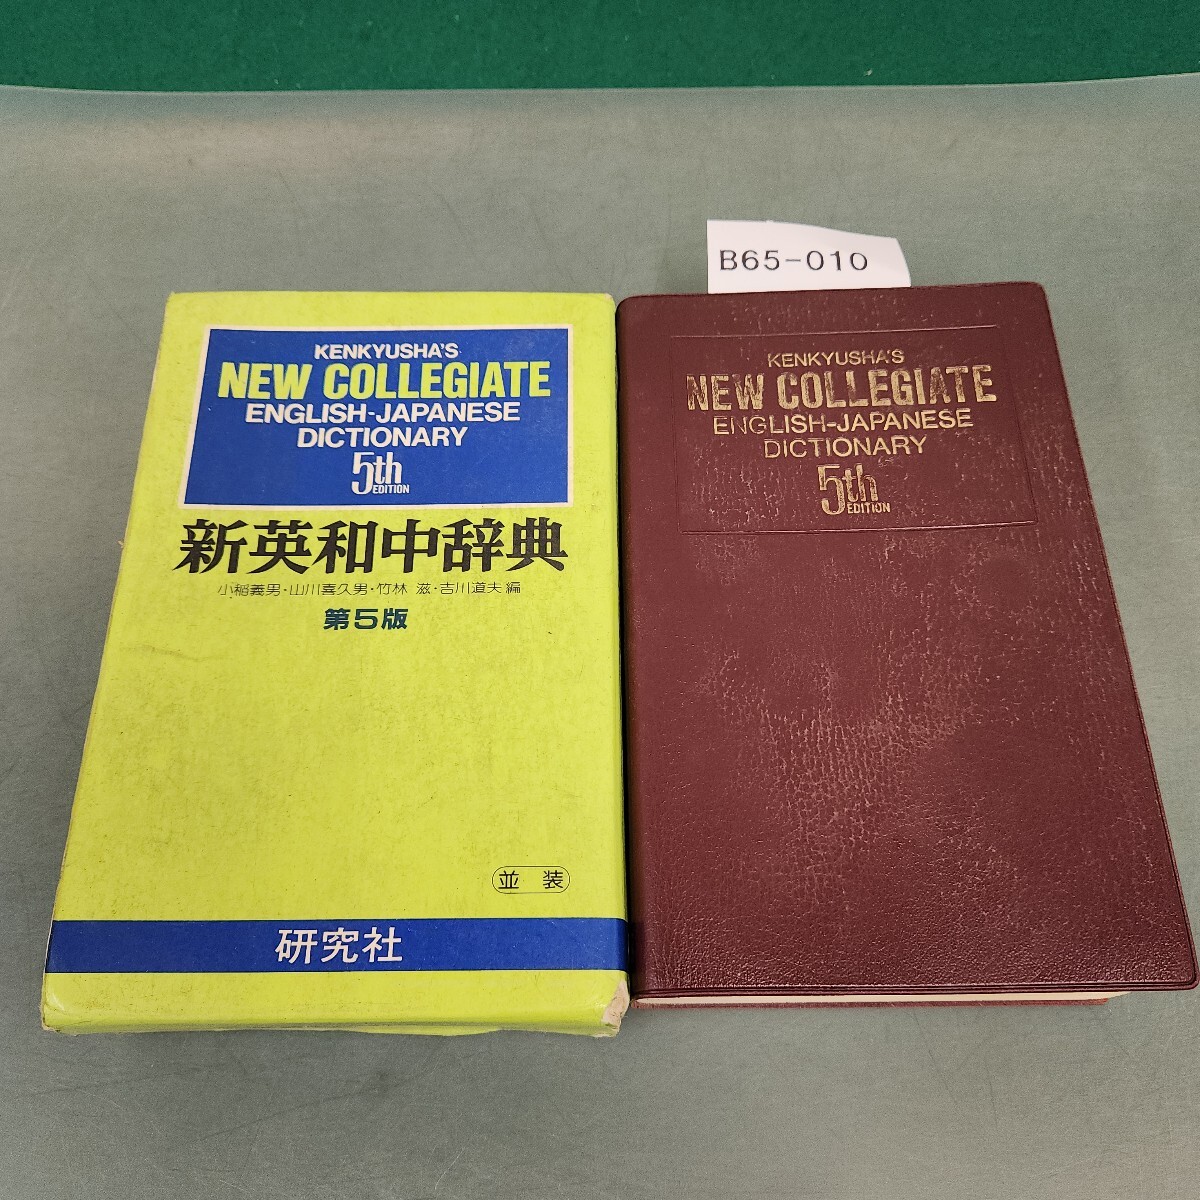 B65-010
KENKYUSHA'S
NEW COLLEGIATE
ENGLISH-JAPANESE
DICTIONARY
5th
EDITION
新英和中辞典
小稲義男・山川喜久男・竹林 滋・吉川道夫 編
第5版
並装
研究社
KENKYUSHA'S
NEW COLLEGIATE
ENGLISH-JAPANESE
DICTIONARY
5th
EDITION